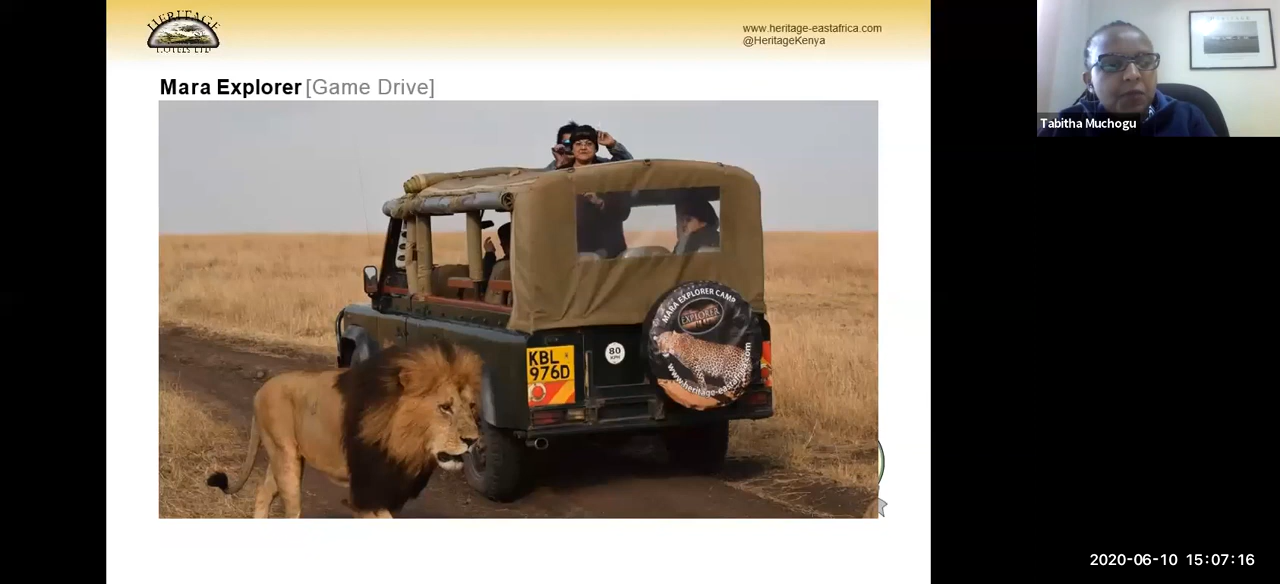 HERITAGE
HOTELS LTD
www.heritage-eastafrica.com
@HeritageKenya
Mara Explorer [Game Drive]
Tabitha Muchogu
MARA EXPLORER CAMP
EXPLORER
KBL
976D
80
KPH
www.heritage-eastafrica.com
2020-06-10 15:07:16